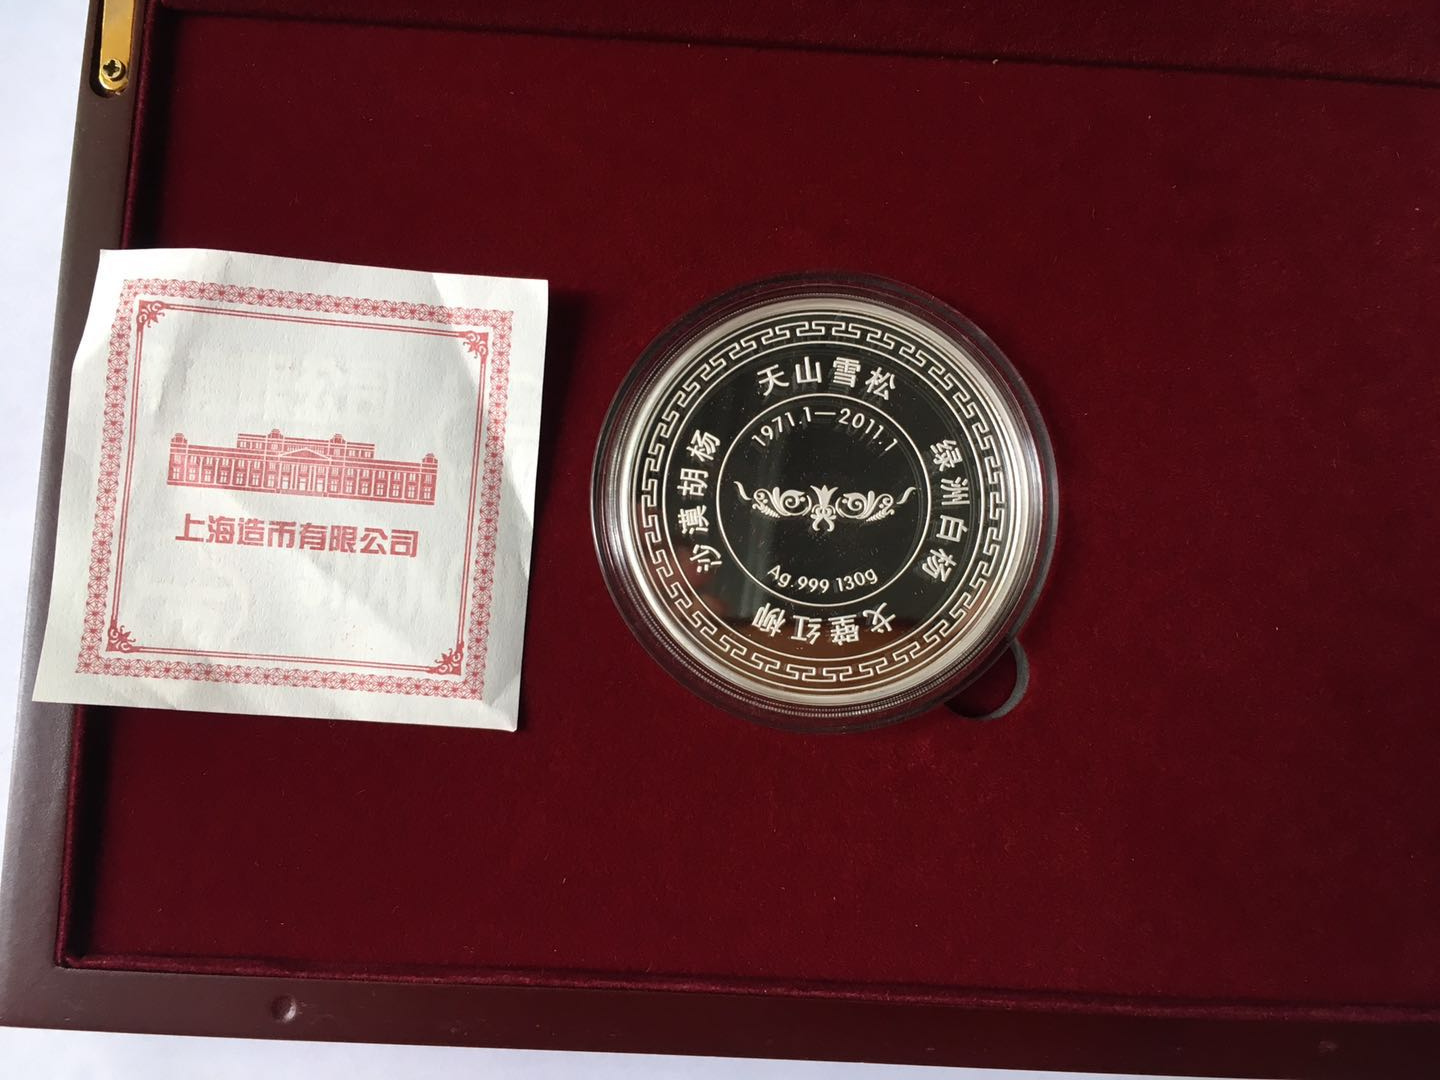 上海造币有限公司
天山雪松
绿洲白杨
戈壁红柳
沙漠胡杨
1971.1—2011.1
Ag 999 130g